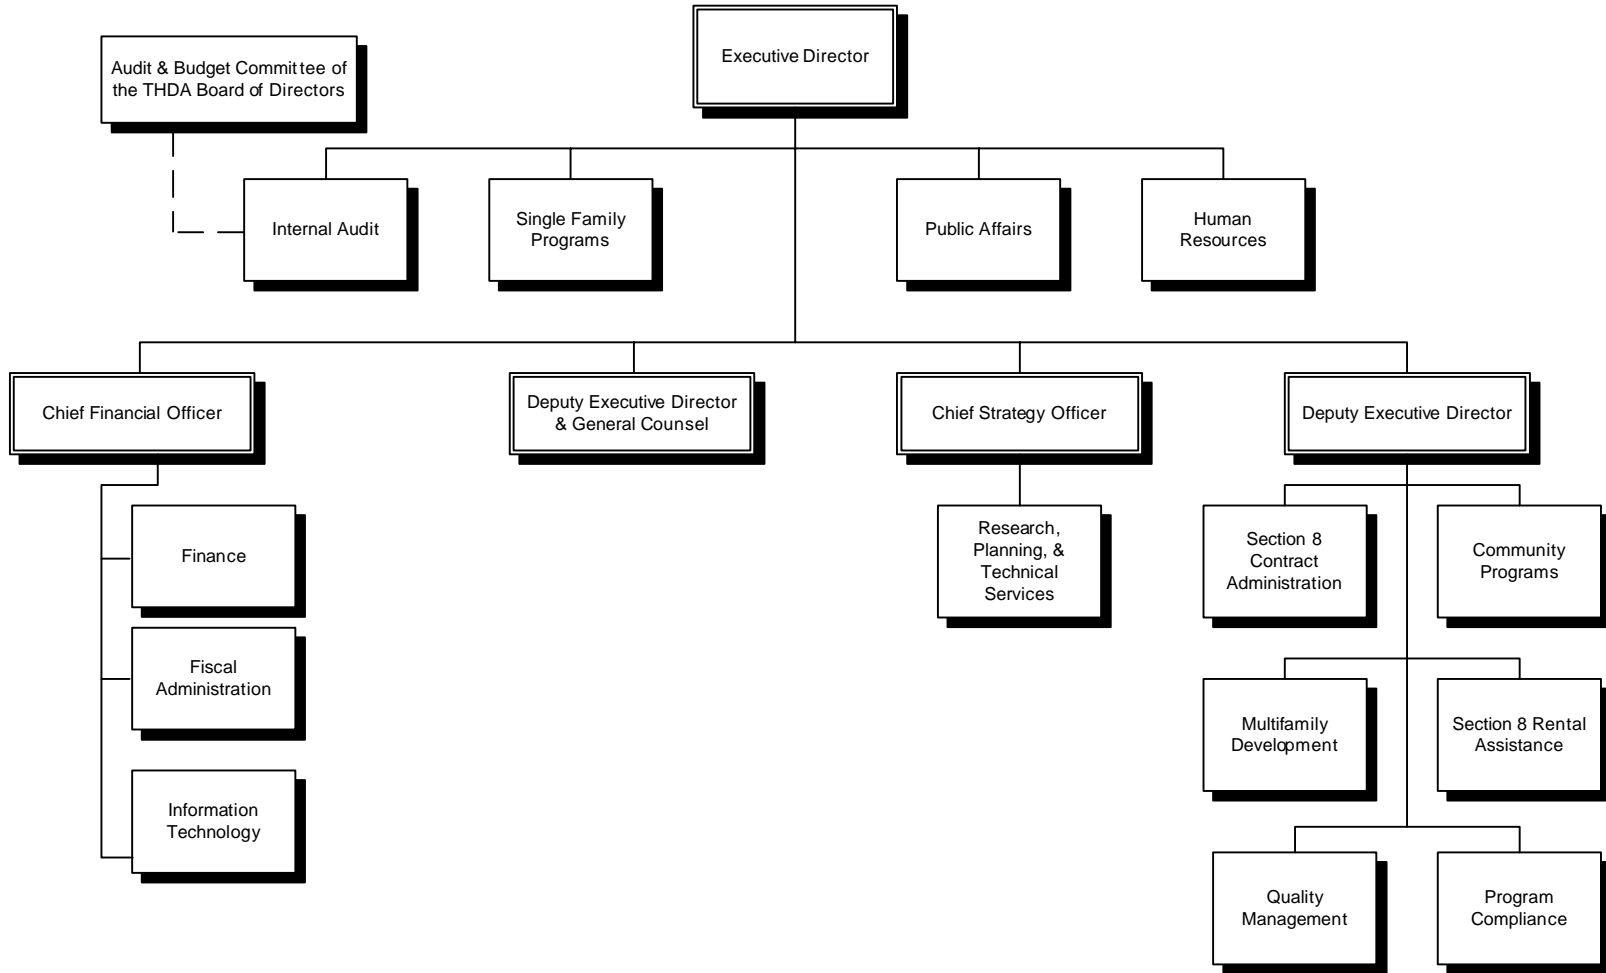 Executive Director
Audit & Budget Committee of
the THDA Board of Directors
Internal Audit
Single Family
Programs
Public Affairs
Human
Resources
Chief Financial Officer
Deputy Executive Director
& General Counsel
Chief Strategy Officer
Deputy Executive Director
Finance
Fiscal
Administration
Information
Technology
Research,
Planning, &
Technical
Services
Section 8
Contract
Administration
Community
Programs
Multifamily
Development
Section 8 Rental
Assistance
Quality
Management
Program
Compliance